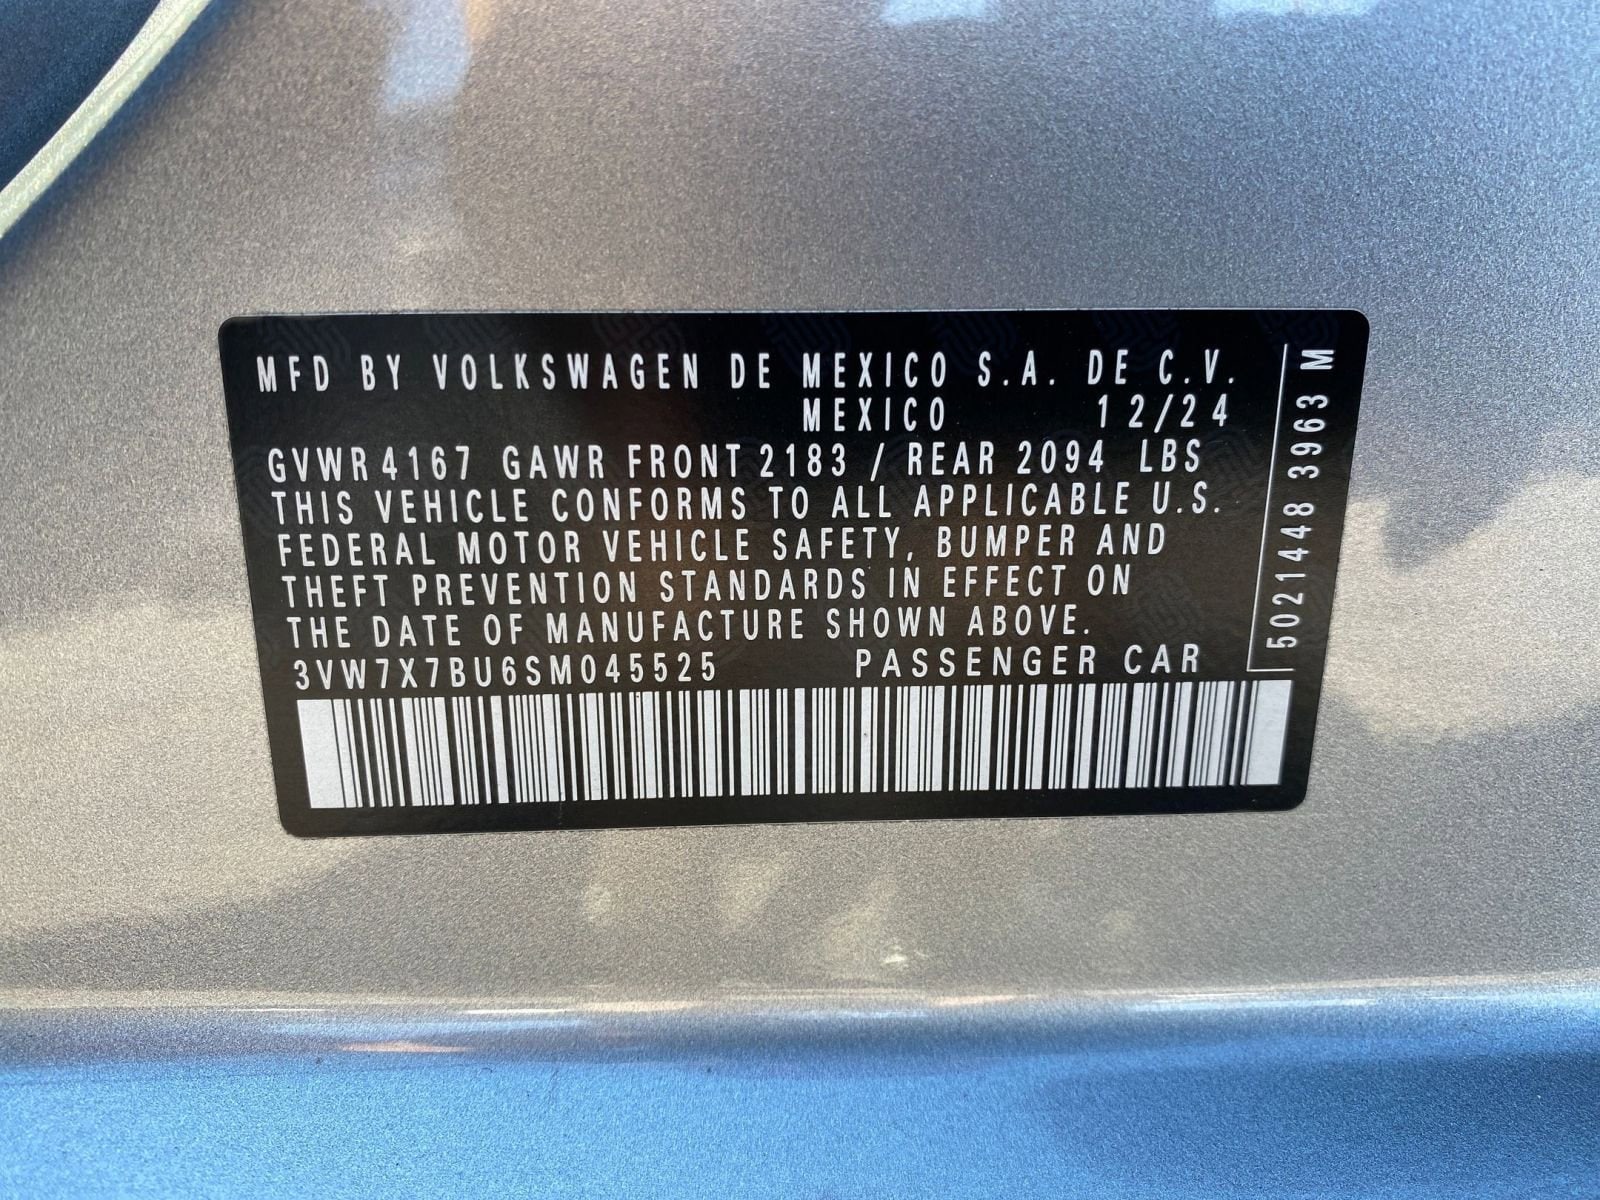 MFD BY VOLKSWAGEN DE MEXICO S.A. DE C.V.
MEXICO 12/24
GVWR 4167 GAWR FRONT 2183 / REAR 2094 LBS
THIS VEHICLE CONFORMS TO ALL APPLICABLE U.S.
FEDERAL MOTOR VEHICLE SAFETY, BUMPER AND
THEFT PREVENTION STANDARDS IN EFFECT ON
THE DATE OF MANUFACTURE SHOWN ABOVE.
3VW7X7BU6SM045525 PASSENGER CAR
5021448 3963 M